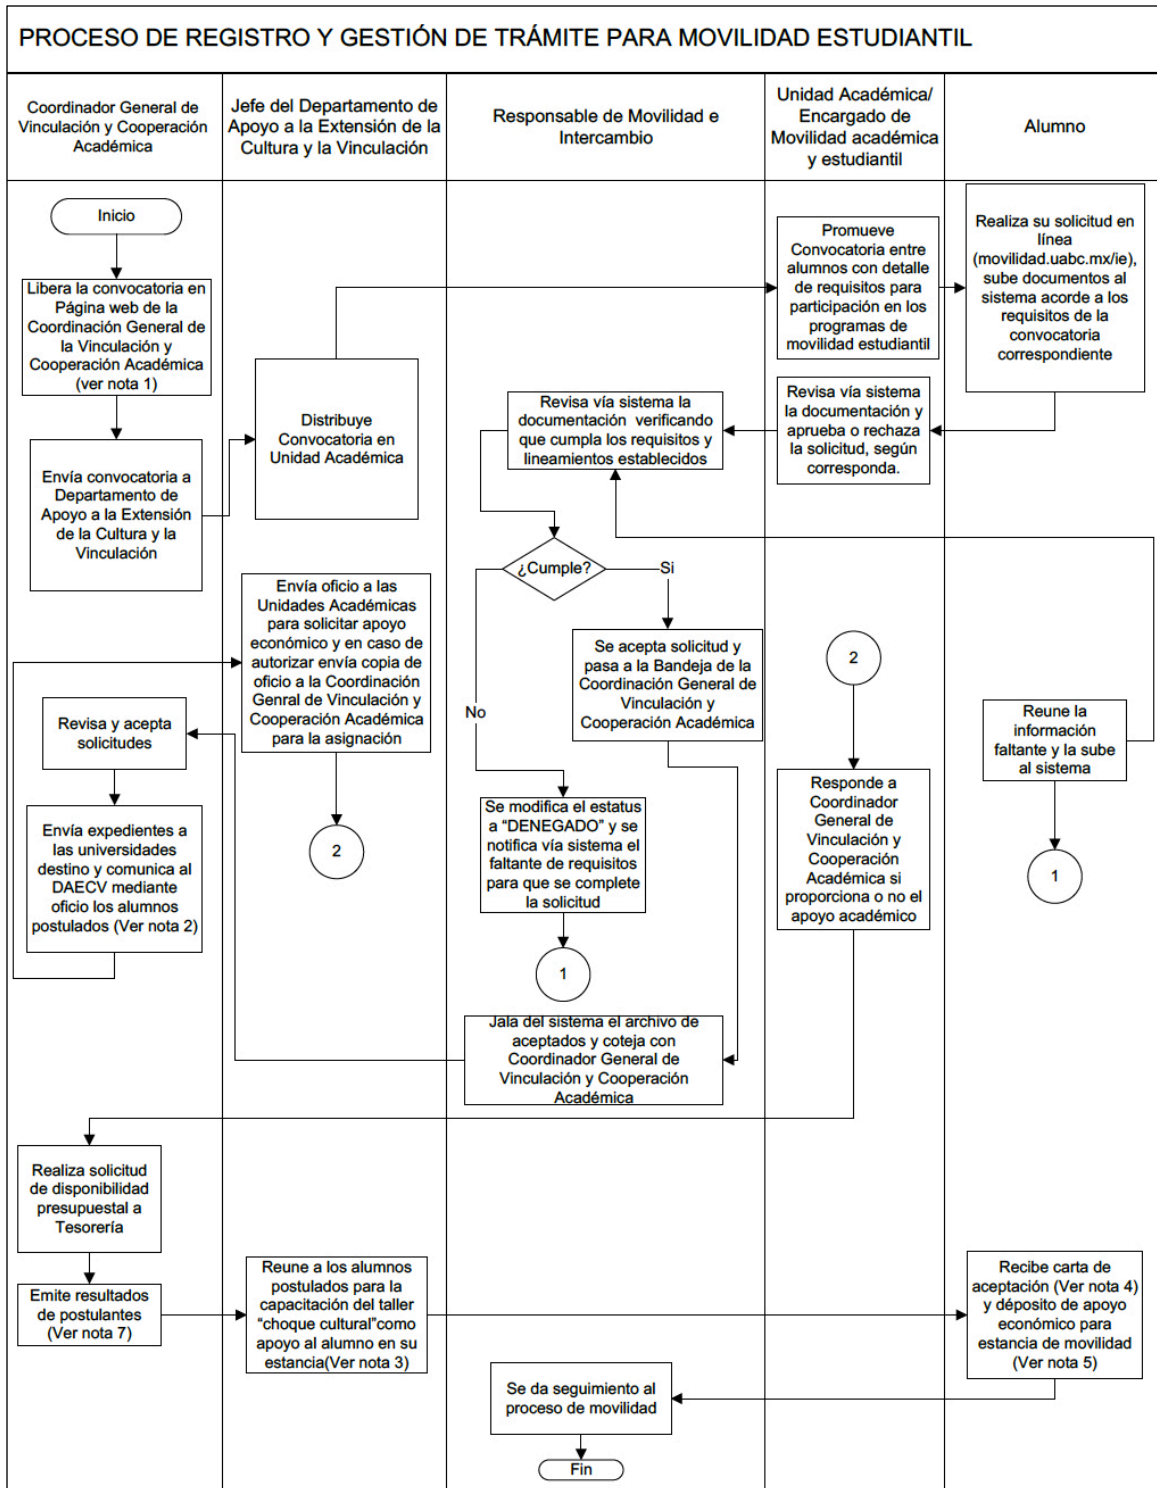 PROCESO DE REGISTRO Y GESTIÓN DE TRÁMITE PARA MOVILIDAD ESTUDIANTIL
Coordinador General de
Vinculación y Cooperación
Académica
Jefe del Departamento de
Apoyo a la Extensión de la
Cultura y la Vinculación
Responsable de Movilidad e
Intercambio
Unidad Académica/
Encargado de
Movilidad académica
y estudiantil
Alumno
Inicio
Libera la convocatoria en
Página web de la
Coordinación General de
la Vinculación y
Cooperación Académica
(ver nota 1)
Envía convocatoria a
Departamento de
Apoyo a la Extensión
de la Cultura y la
Vinculación
Distribuye
Convocatoria en
Unidad Académica
Promueve
Convocatoria entre
alumnos con detalle
de requisitos para
participación en los
programas de
movilidad estudiantil
Realiza su solicitud en
línea
(movilidad.uabc.mx/ie),
sube documentos al
sistema acorde a los
requisitos de la
convocatoria
correspondiente
Revisa vía sistema
la documentación y
aprueba o rechaza
la solicitud, según
corresponda.
Revisa vía sistema la
documentación verificando
que cumpla los requisitos y
lineamientos establecidos
¿Cumple?
Si
No
Se acepta solicitud y
pasa a la Bandeja de la
Coordinación General de
Vinculación y
Cooperación Académica
Se modifica el estatus
a “DENEGADO” y se
notifica vía sistema el
faltante de requisitos
para que se complete
la solicitud
1
Reune la
información
faltante y la sube
al sistema
1
Jala del sistema el archivo de
aceptados y coteja con
Coordinador General de
Vinculación y Cooperación
Académica
Revisa y acepta
solicitudes
Envía expedientes a
las universidades
destino y comunica al
DAECV mediante
oficio los alumnos
postulados (Ver nota 2)
Envía oficio a las
Unidades Académicas
para solicitar apoyo
económico y en caso de
autorizar envía copia de
oficio a la Coordinación
Genral de Vinculación y
Cooperación Académica
para la asignación
2
2
Responde a
Coordinador
General de
Vinculación y
Cooperación
Académica si
proporciona o no el
apoyo académico
Realiza solicitud
de disponibilidad
presupuestal a
Tesorería
Emite resultados
de postulantes
(Ver nota 7)
Reune a los alumnos
postulados para la
capacitación del taller
“choque cultural”como
apoyo al alumno en su
estancia(Ver nota 3)
Recibe carta de
aceptación (Ver nota 4)
y déposito de apoyo
económico para
estancia de movilidad
(Ver nota 5)
Se da seguimiento al
proceso de movilidad
Fin